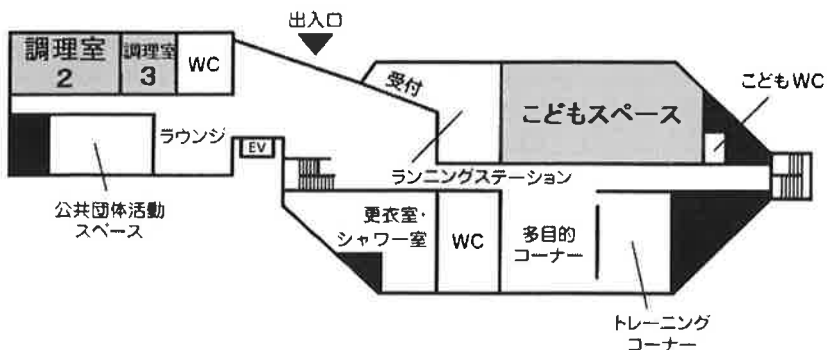 出入口
調理室
2
調理室
3
WC
受付
こどもスペース
こどもWC
ラウンジ
EV
ランニングステーション
公共団体活動
スペース
更衣室・
シャワー室
WC
多目的
コーナー
トレーニング
コーナー